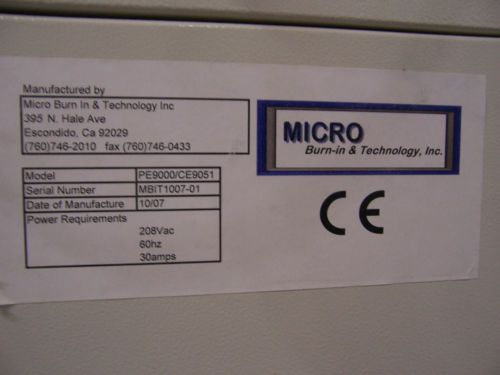 Manufactured by
Micro Burn In & Technology Inc
395 N. Hale Ave
Escondido, Ca 92029
(760)746-2010 fax (760)746-0433
Model PE9000/CE9051
Serial Number MBIT1007-01
Date of Manufacture 10/07
Power Requirements
208Vac
60hz
30amps
MICRO
Burn-in & Technology, Inc.
CE